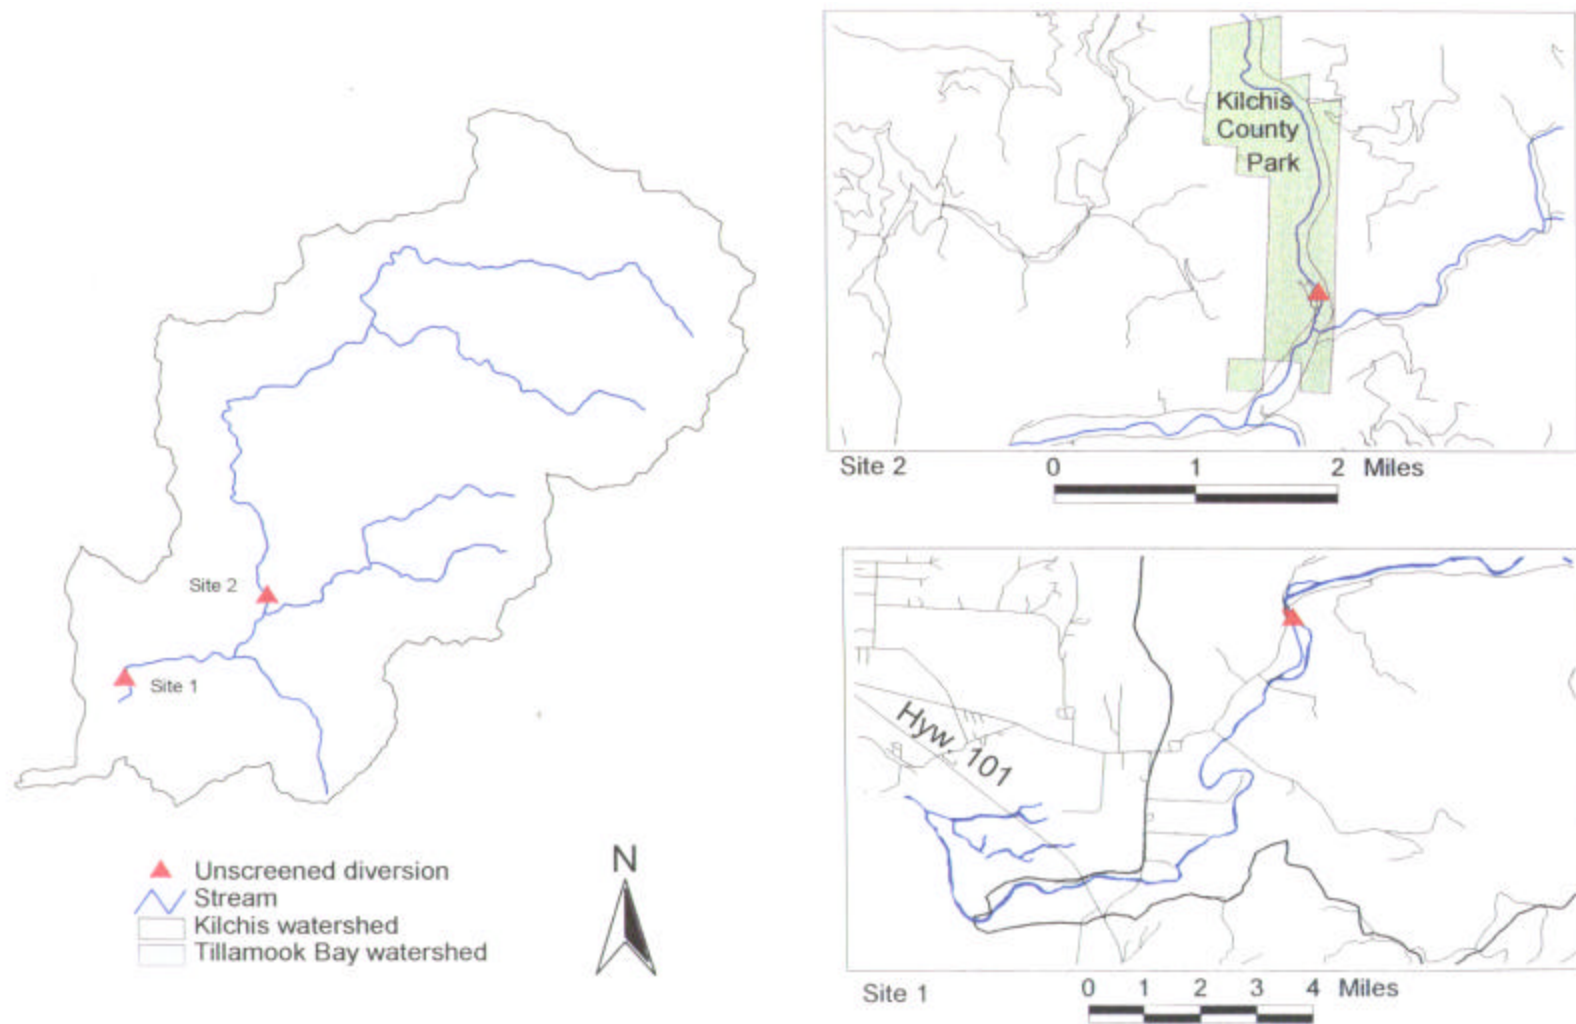 Site 2
Site 1
Unscreened diversion
Stream
Kilchis watershed
Tillamook Bay watershed
N
Kilchis
County
Park
Site 2
0 1 2 Miles
Hyw. 101
Site 1
0 1 2 3 4 Miles